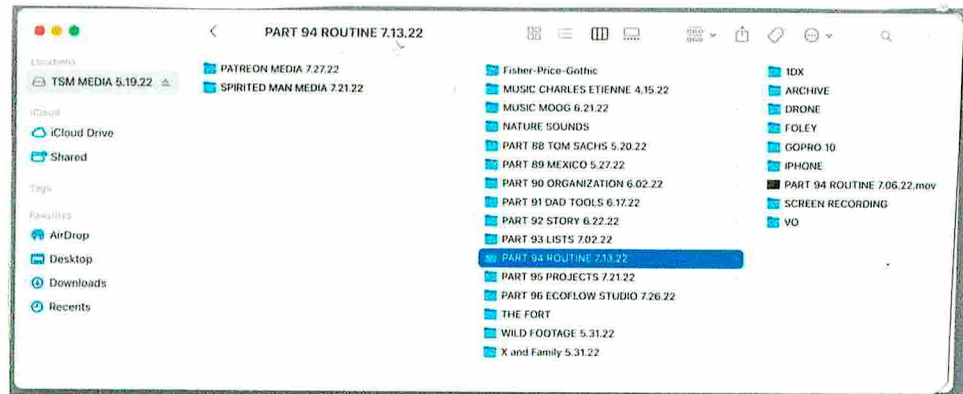 PART 94 ROUTINE 7.13.22
Locations
TSM MEDIA 5.19.22
iCloud
iCloud Drive
Shared
Tags
Favorites
AirDrop
Desktop
Downloads
Recents
PATREON MEDIA 7.27.22
SPIRITED MAN MEDIA 7.21.22
Fisher-Price-Gothic
MUSIC CHARLES ETIENNE 4.15.22
MUSIC MOOG 6.21.22
NATURE SOUNDS
PART 88 TOM SACHS 5.20.22
PART 89 MEXICO 5.27.22
PART 90 ORGANIZATION 6.02.22
PART 91 DAD TOOLS 6.17.22
PART 92 STORY 6.22.22
PART 93 LISTS 7.02.22
PART 94 ROUTINE 7.13.22
PART 95 PROJECTS 7.21.22
PART 96 ECOFLOW STUDIO 7.26.22
THE FORT
WILD FOOTAGE 5.31.22
X and Family 5.31.22
1DX
ARCHIVE
DRONE
FOLEY
GOPRO 10
IPHONE
PART 94 ROUTINE 7.06.22.mov
SCREEN RECORDING
VO